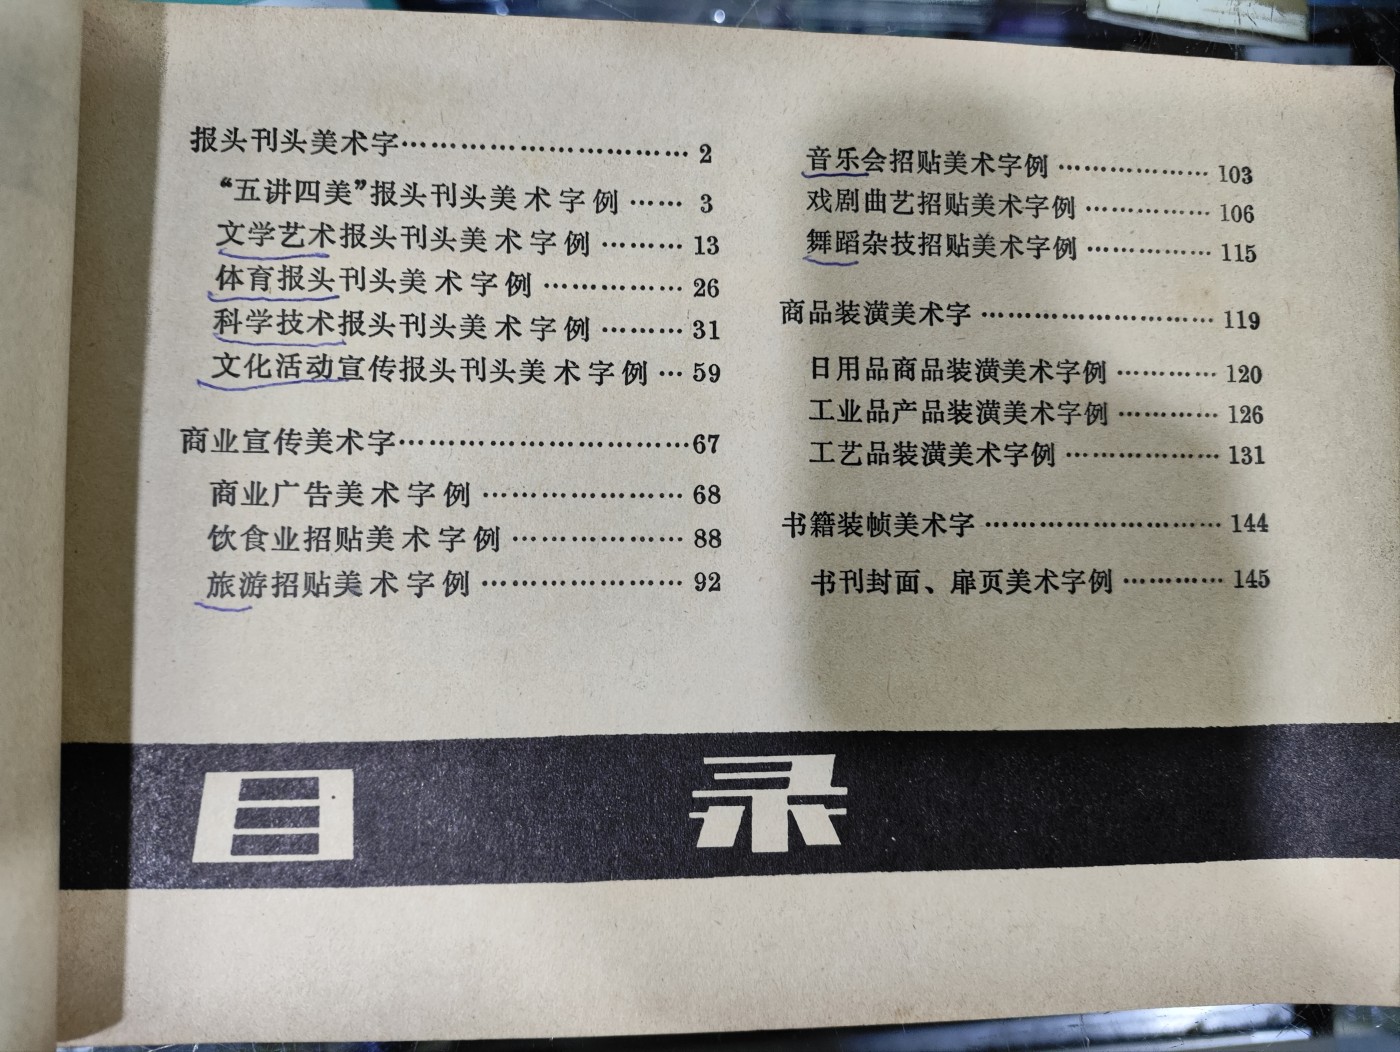 报头刊头美术字…………………………2
“五讲四美”报头刊头美术字例……3
文学艺术报头刊头美术字例………13
体育报头刊头美术字例……………26
科学技术报头刊头美术字例………31
文化活动宣传报头刊头美术字例…59
商业宣传美术字…………………………67
商业广告美术字例…………………68
饮食业招贴美术字例………………88
旅游招贴美术字例…………………92
音乐会招贴美术字例………………103
戏剧曲艺招贴美术字例……………106
舞蹈杂技招贴美术字例……………115
商品装潢美术字………………………119
日用品商品装潢美术字例…………120
工业品产品装潢美术字例…………126
工艺品装潢美术字例………………131
书籍装帧美术字………………………144
书刊封面、扉页美术字例…………145
目录